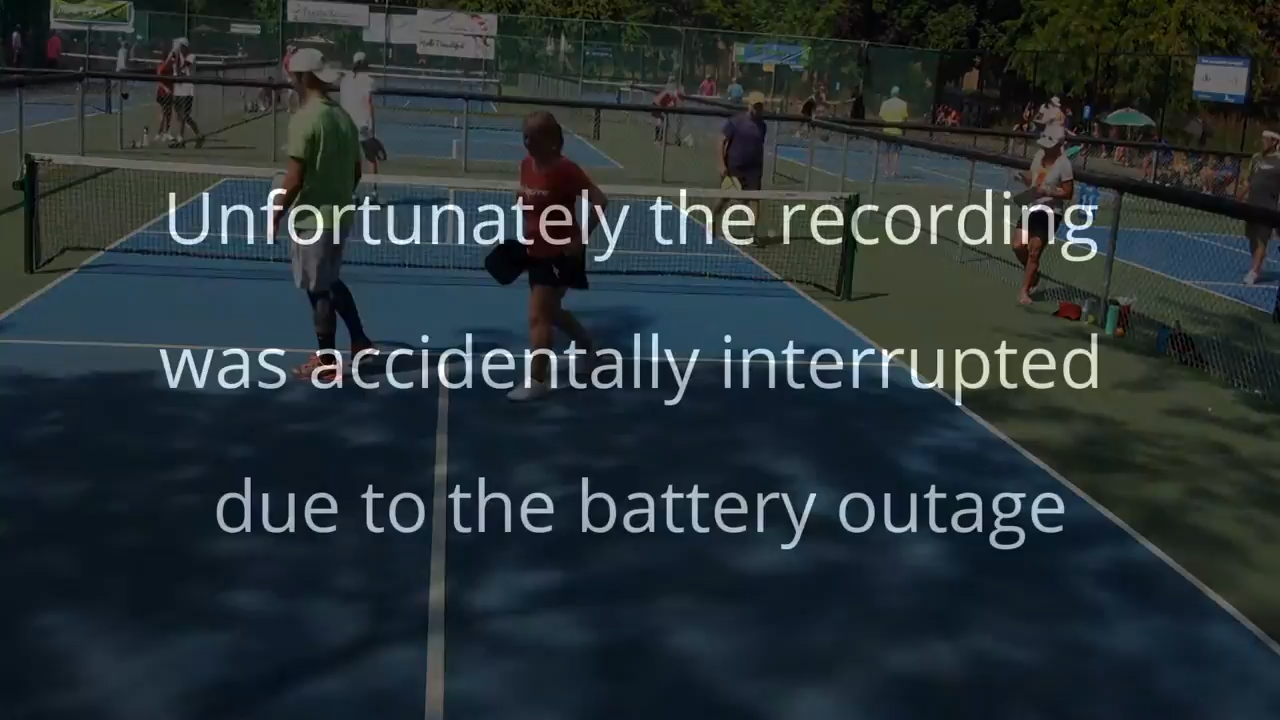 Unfortunately the recording
was accidentally interrupted
due to the battery outage